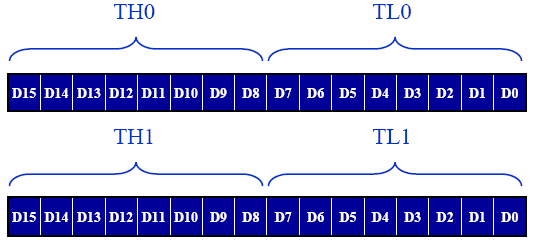 TH0 TL0
D15 D14 D13 D12 D11 D10 D9 D8 D7 D6 D5 D4 D3 D2 D1 D0
TH1 TL1
D15 D14 D13 D12 D11 D10 D9 D8 D7 D6 D5 D4 D3 D2 D1 D0